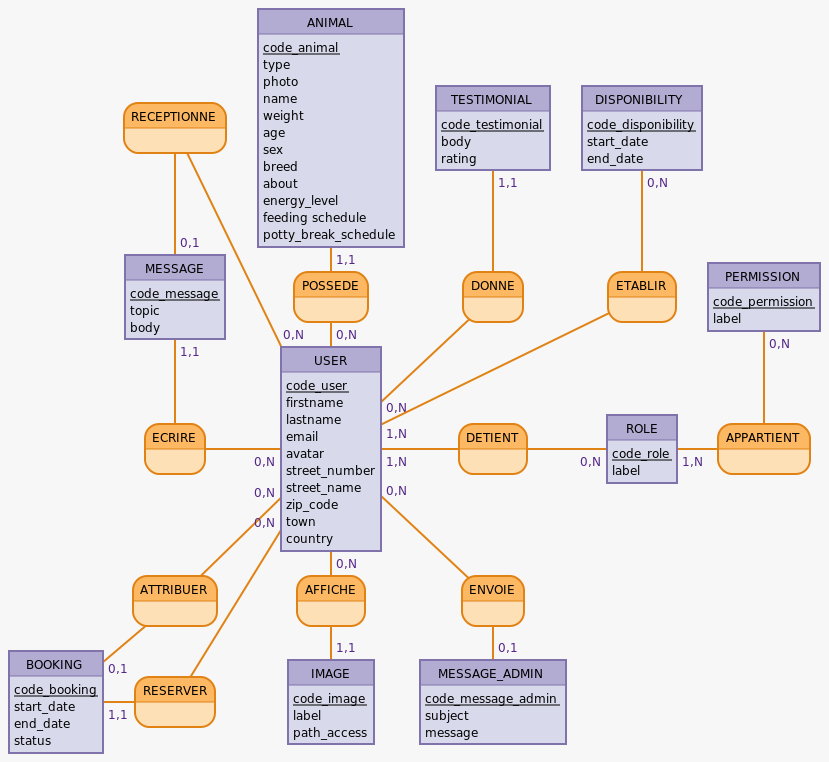 ANIMAL
code_animal
type
photo
name
weight
age
sex
breed
about
energy_level
feeding schedule
potty_break_schedule
1,1
RECEPTIONNE
TESTIMONIAL
code_testimonial
body
rating
1,1
DISPONIBILITY
code_disponibility
start_date
end_date
0,N
0,1
MESSAGE
code_message
topic
body
1,1
POSSEDE
0,N
0,N
DONNE
ETABLIR
PERMISSION
code_permission
label
0,N
USER
code_user
firstname
lastname
email
avatar
street_number
street_name
zip_code
town
country
0,N
1,N
1,N
0,N
ECRIRE
0,N
0,N
0,N
DETIENT
0,N
ROLE
code_role
label
1,N
APPARTIENT
0,N
ATTRIBUER
AFFICHE
ENVOIE
1,1
0,1
BOOKING
code_booking
start_date
end_date
status
0,1
1,1
RESERVER
IMAGE
code_image
label
path_access
MESSAGE_ADMIN
code_message_admin
subject
message